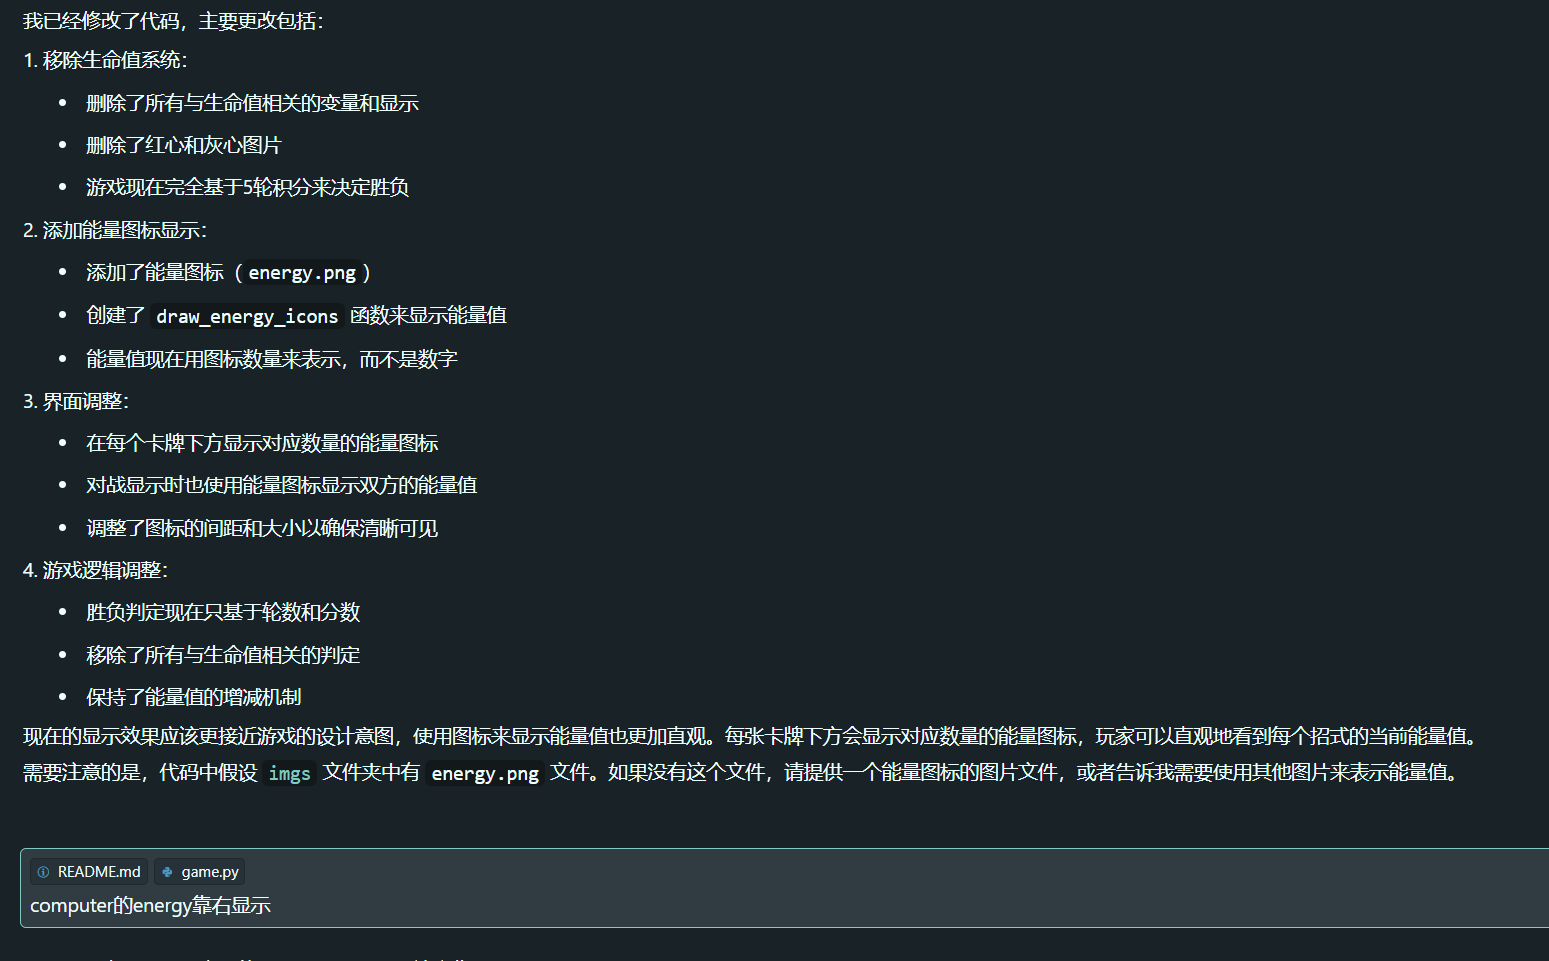 我已经修改了代码，主要更改包括：
1. 移除生命值系统：
• 删除了所有与生命值相关的变量和显示
• 删除了红心和灰心图片
• 游戏现在完全基于5轮积分来决定胜负
2. 添加能量图标显示：
• 添加了能量图标（energy.png）
• 创建了 draw_energy_icons 函数来显示能量值
• 能量值现在用图标数量来表示，而不是数字
3. 界面调整：
• 在每个卡牌下方显示对应数量的能量图标
• 对战显示时也使用能量图标显示双方的能量值
• 调整了图标的间距和大小以确保清晰可见
4. 游戏逻辑调整：
• 胜负判定现在只基于轮数和分数
• 移除了所有与生命值相关的判定
• 保持了能量值的增减机制
现在的显示效果应该更接近游戏的设计意图，使用图标来显示能量值也更加直观。每张卡牌下方会显示对应数量的能量图标，玩家可以直观地看到每个招式的当前能量值。
需要注意的是，代码中假设 imgs 文件夹中有 energy.png 文件。如果没有这个文件，请提供一个能量图标的图片文件，或者告诉我需要使用其他图片来表示能量值。
README.md game.py
computer的energy靠右显示